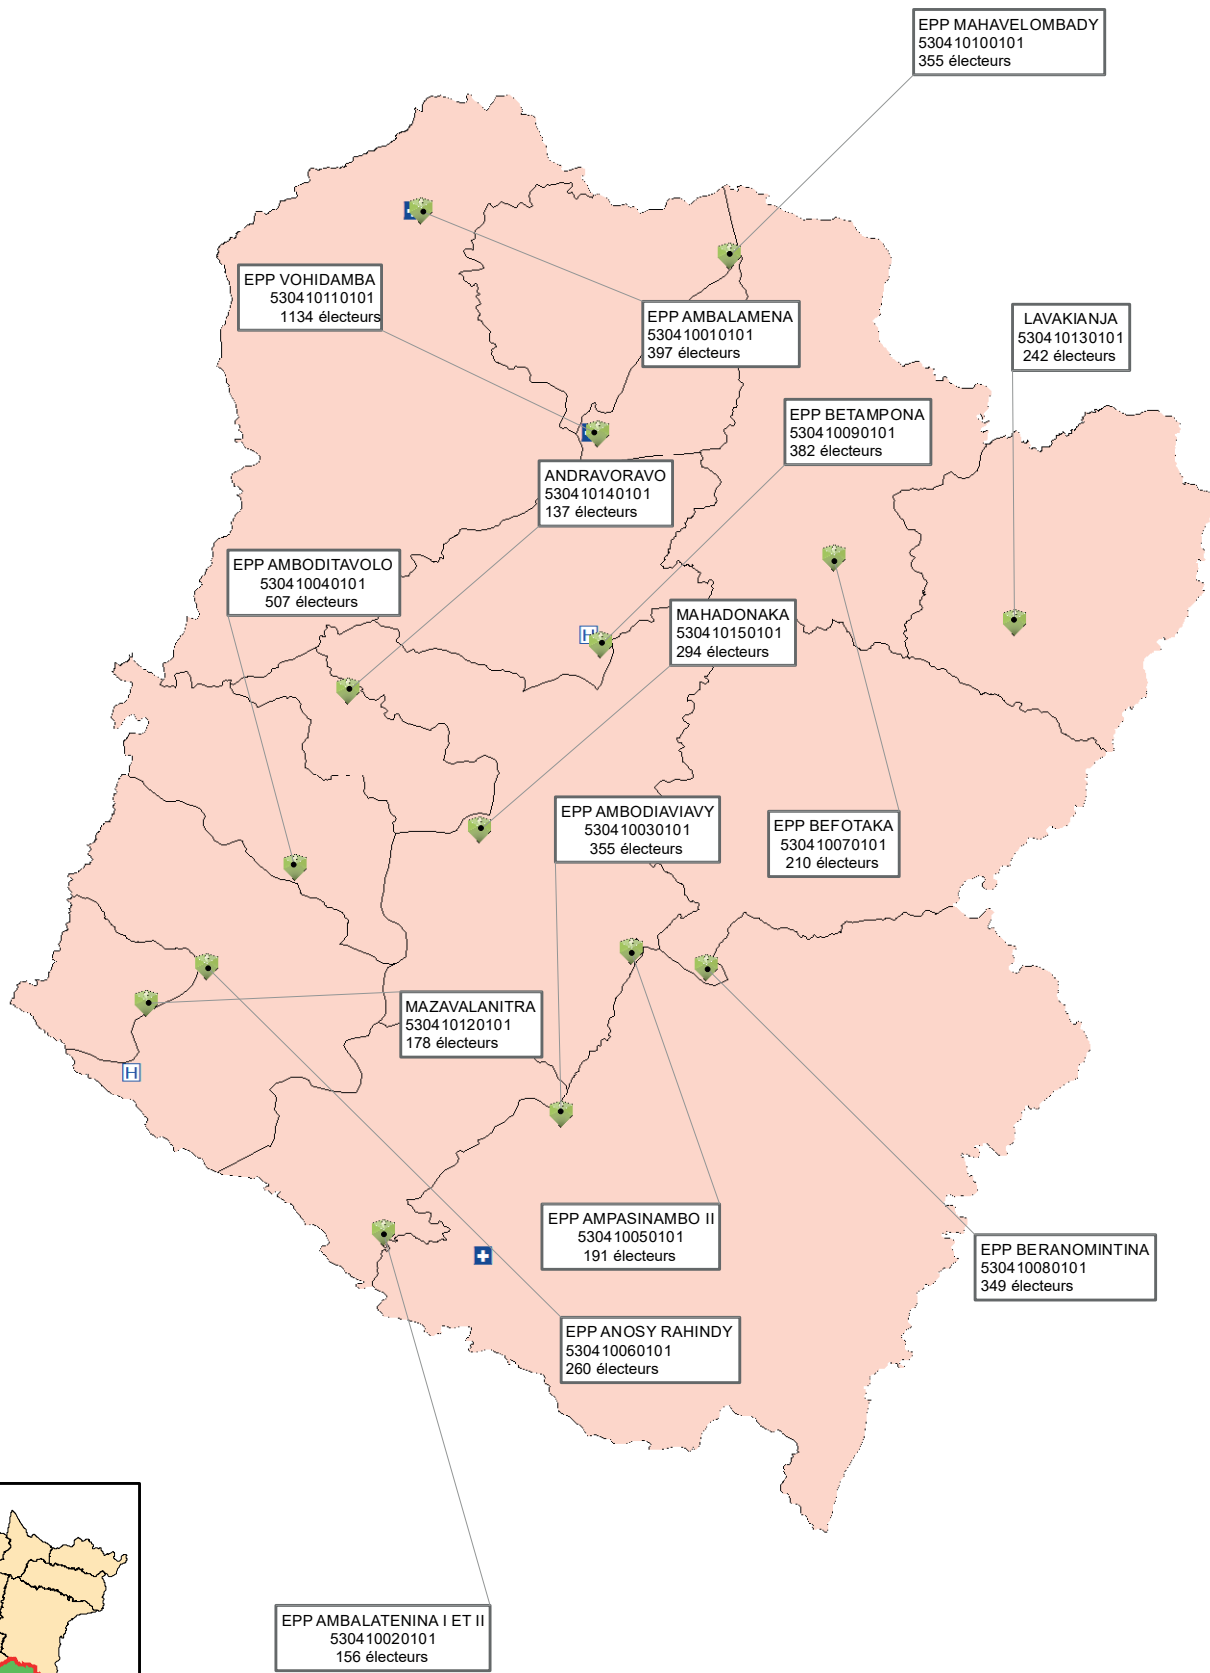 EPP MAHAVELOMBADY
530410100101
355 électeurs
EPP VOHIDAMBA
530410110101
1134 électeurs
EPP AMBALAMENA
530410010101
397 électeurs
LAVAKIANJA
530410130101
242 électeurs
EPP BETAMPONA
530410090101
382 électeurs
ANDRAVORAVO
530410140101
137 électeurs
EPP AMBODITAVOLO
530410040101
507 électeurs
H
MAHADONAKA
530410150101
294 électeurs
EPP AMBODIAVIAVY
530410030101
355 électeurs
EPP BEFOTAKA
530410070101
210 électeurs
MAZAVALANITRA
530410120101
178 électeurs
H
EPP AMPASINAMBO II
530410050101
191 électeurs
EPP BERANOMINTINA
530410080101
349 électeurs
EPP ANOSY RAHINDY
530410060101
260 électeurs
EPP AMBALATENINA I ET II
530410020101
156 électeurs